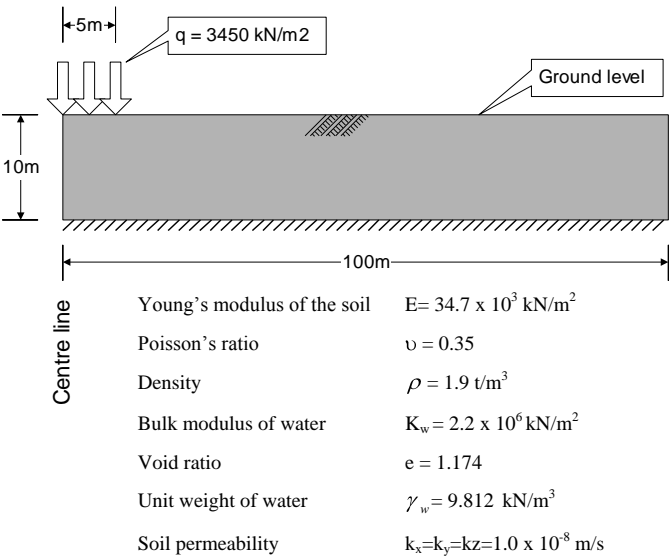 5m
q = 3450 kN/m2
Ground level
10m
100m
Centre line
Young's modulus of the soil E= 34.7 x 10³ kN/m²
Poisson's ratio υ = 0.35
Density ρ = 1.9 t/m³
Bulk modulus of water K_w = 2.2 x 10⁶ kN/m²
Void ratio e = 1.174
Unit weight of water γ_w = 9.812 kN/m³
Soil permeability k_x=k_y=kz=1.0 x 10⁻⁸ m/s